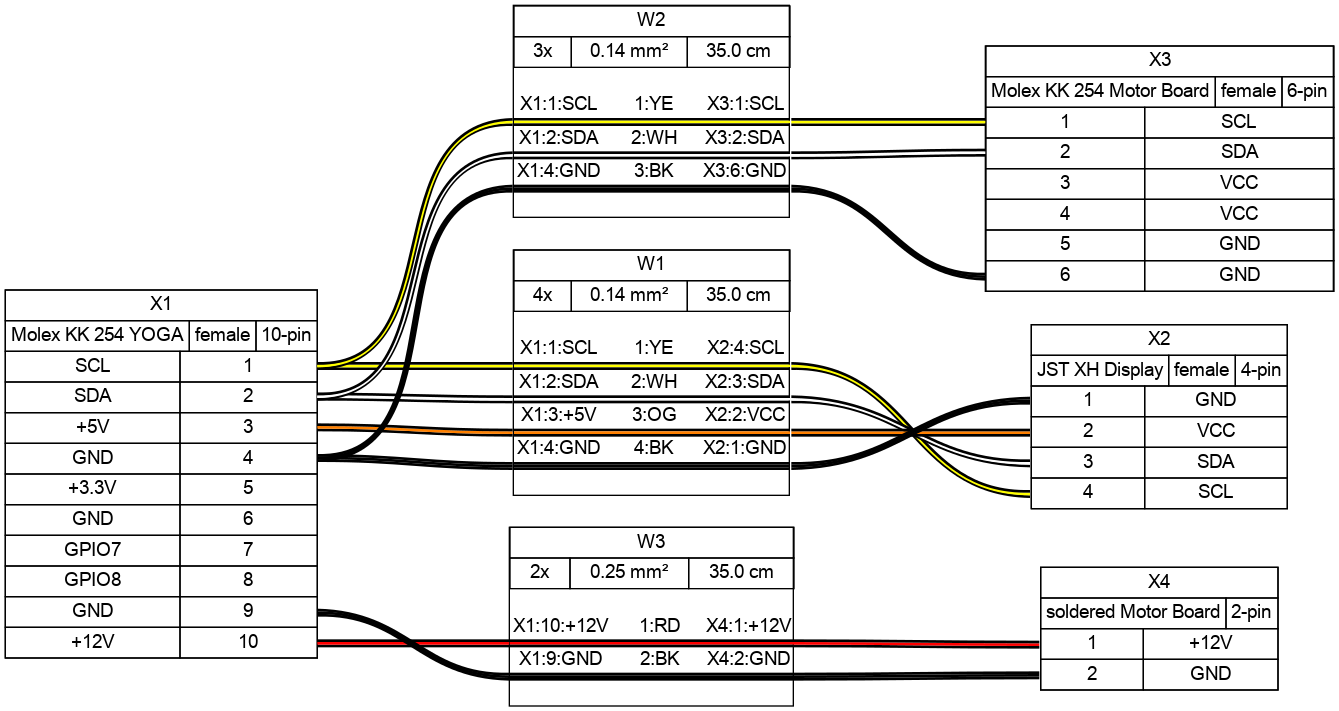 W2
3x 0.14 mm² 35.0 cm
X1:1:SCL 1:YE X3:1:SCL
X1:2:SDA 2:WH X3:2:SDA
X1:4:GND 3:BK X3:6:GND
X3
Molex KK 254 Motor Board female 6-pin
1 SCL
2 SDA
3 VCC
4 VCC
5 GND
6 GND
X1
Molex KK 254 YOGA female 10-pin
SCL 1
SDA 2
+5V 3
GND 4
+3.3V 5
GND 6
GPIO7 7
GPIO8 8
GND 9
+12V 10
W1
4x 0.14 mm² 35.0 cm
X1:1:SCL 1:YE X2:4:SCL
X1:2:SDA 2:WH X2:3:SDA
X1:3:+5V 3:OG X2:2:VCC
X1:4:GND 4:BK X2:1:GND
X2
JST XH Display female 4-pin
1 GND
2 VCC
3 SDA
4 SCL
W3
2x 0.25 mm² 35.0 cm
X1:10:+12V 1:RD X4:1:+12V
X1:9:GND 2:BK X4:2:GND
X4
soldered Motor Board 2-pin
1 +12V
2 GND